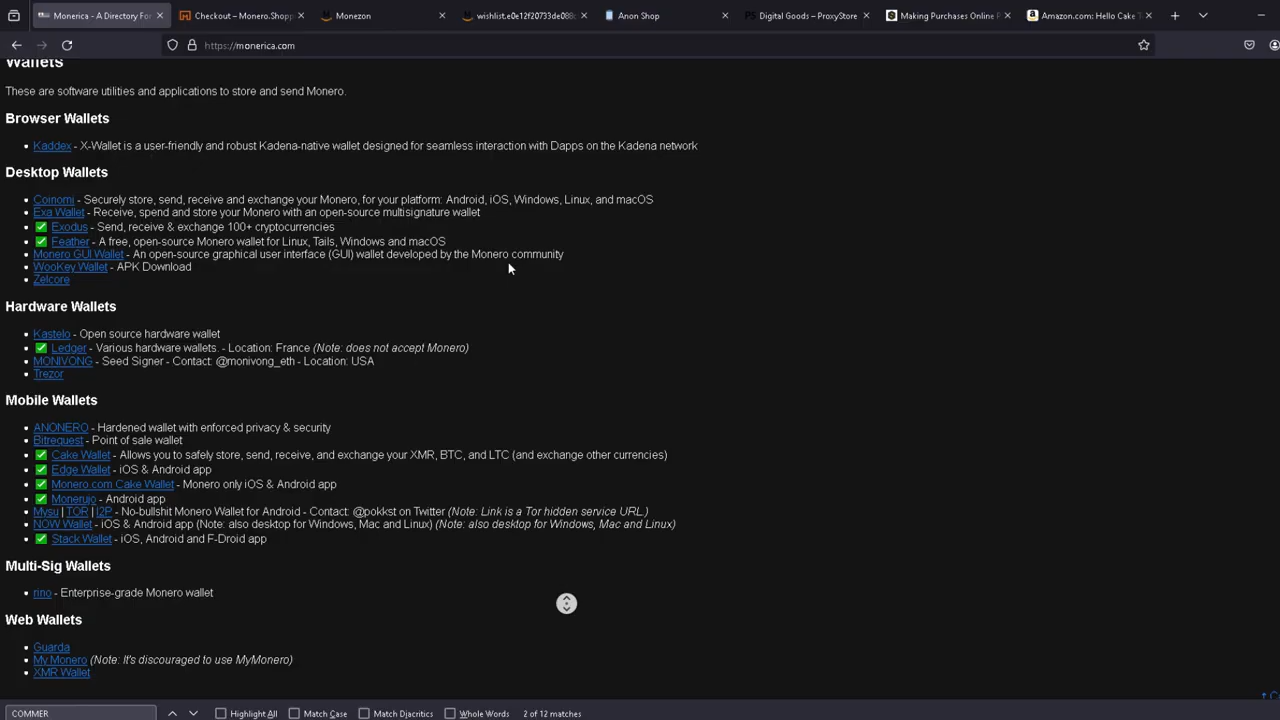 Monerica - A Directory For
Checkout – Monero.Shopp
Monezon
wishlist.e0e12f20733de088c
Anon Shop
PS Digital Goods – ProxyStore
Making Purchases Online P
Amazon.com: Hello Cake T
https://monerica.com
Wallets
These are software utilities and applications to store and send Monero.
Browser Wallets
Kaddex - X-Wallet is a user-friendly and robust Kadena-native wallet designed for seamless interaction with Dapps on the Kadena network
Desktop Wallets
Coinomi - Securely store, send, receive and exchange your Monero, for your platform: Android, iOS, Windows, Linux, and macOS
Exa Wallet - Receive, spend and store your Monero with an open-source multisignature wallet
✅ Exodus - Send, receive & exchange 100+ cryptocurrencies
✅ Feather - A free, open-source Monero wallet for Linux, Tails, Windows and macOS
Monero GUI Wallet - An open-source graphical user interface (GUI) wallet developed by the Monero community
WooKey Wallet - APK Download
Zelcore
Hardware Wallets
Kastelo - Open source hardware wallet
✅ Ledger - Various hardware wallets. - Location: France (Note: does not accept Monero)
MONIVONG - Seed Signer - Contact: @monivong_eth - Location: USA
Trezor
Mobile Wallets
ANONERO - Hardened wallet with enforced privacy & security
Bitrequest - Point of sale wallet
✅ Cake Wallet - Allows you to safely store, send, receive, and exchange your XMR, BTC, and LTC (and exchange other currencies)
✅ Edge Wallet - iOS & Android app
✅ Monero.com Cake Wallet - Monero only iOS & Android app
✅ Monerujo - Android app
Mysu | TOR | I2P - No-bullshit Monero Wallet for Android - Contact: @pokkst on Twitter (Note: Link is a Tor hidden service URL.)
NOW Wallet - iOS & Android app (Note: also desktop for Windows, Mac and Linux) (Note: also desktop for Windows, Mac and Linux)
✅ Stack Wallet - iOS, Android and F-Droid app
Multi-Sig Wallets
rino - Enterprise-grade Monero wallet
Web Wallets
Guarda
My Monero (Note: It's discouraged to use MyMonero)
XMR Wallet
COMMER
Highlight All
Match Case
Match Diacritics
Whole Words
2 of 12 matches